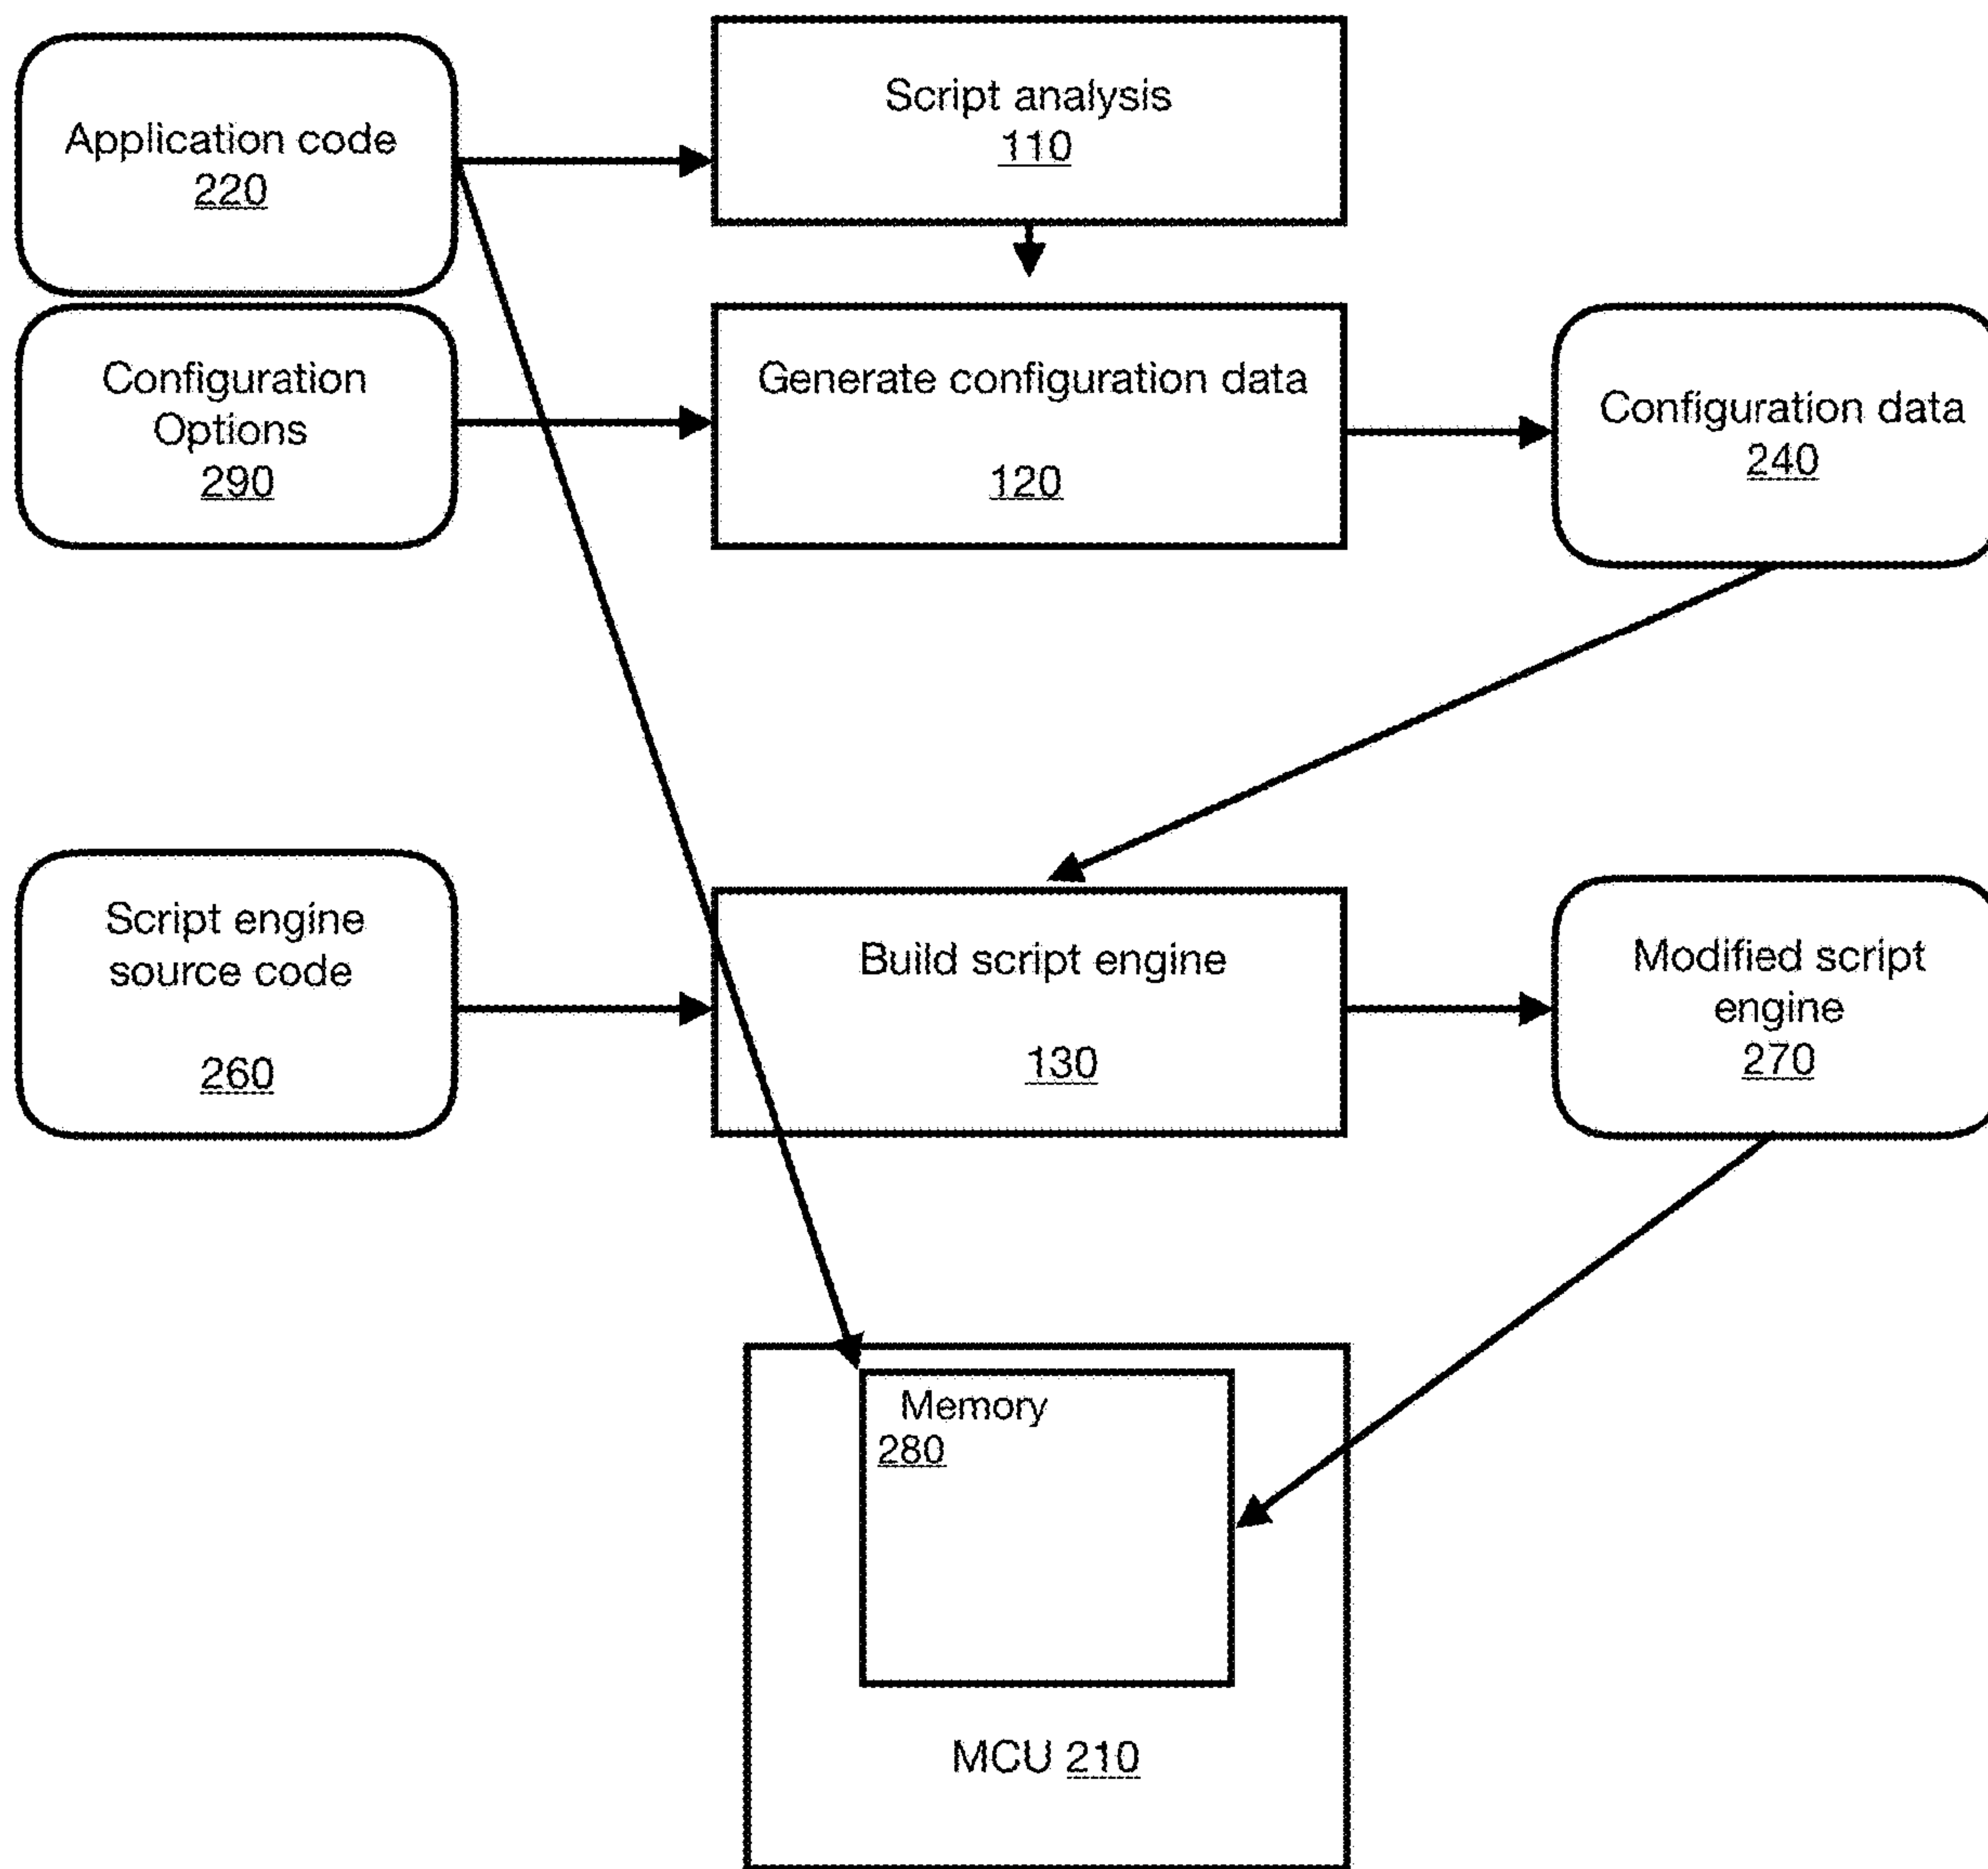 Application code
220
Script analysis
110
Configuration
Options
290
Generate configuration data
120
Configuration data
240
Script engine
source code
260
Build script engine
130
Modified script
engine
270
Memory
280
MCU 210